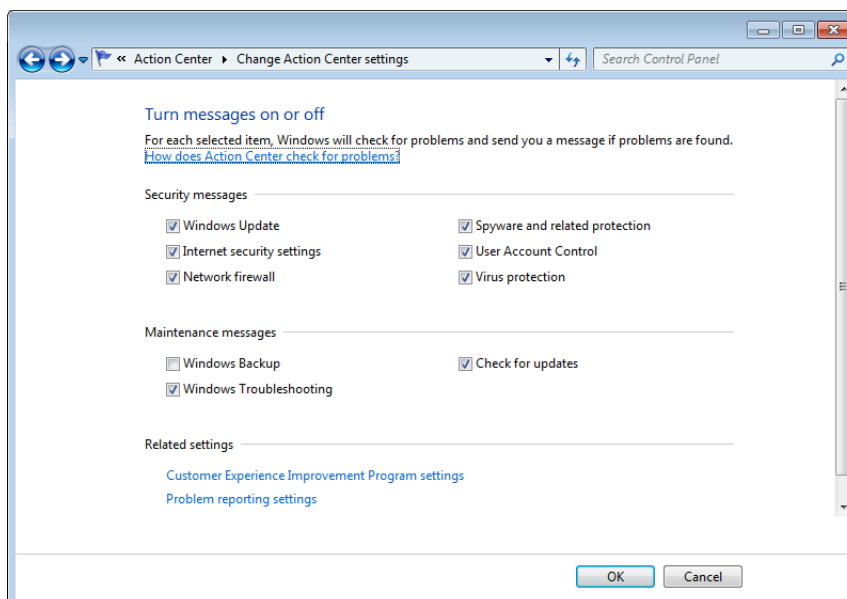 « Action Center ▸ Change Action Center settings
Search Control Panel
Turn messages on or off
For each selected item, Windows will check for problems and send you a message if problems are found.
How does Action Center check for problems?
Security messages
Windows Update
Spyware and related protection
Internet security settings
User Account Control
Network firewall
Virus protection
Maintenance messages
Windows Backup
Check for updates
Windows Troubleshooting
Related settings
Customer Experience Improvement Program settings
Problem reporting settings
OK
Cancel